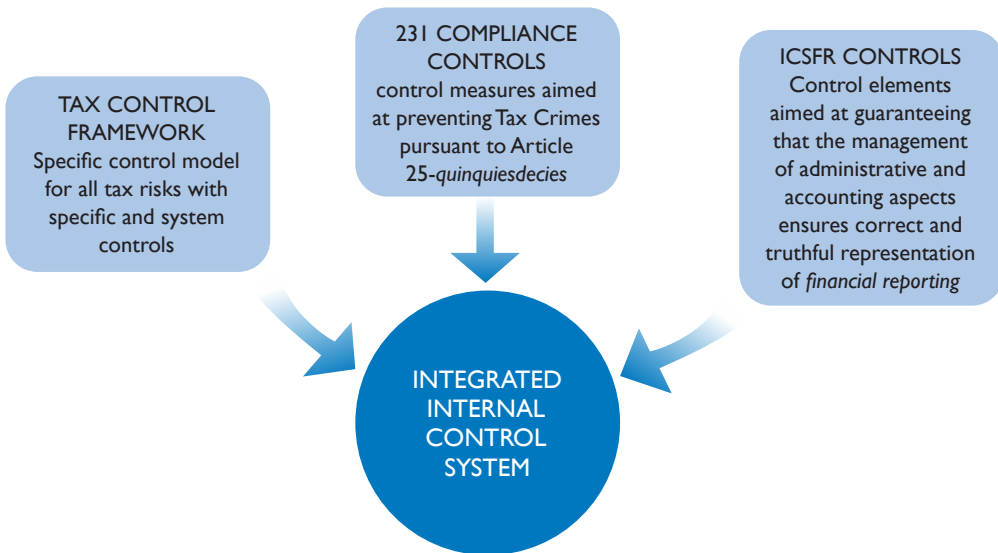 TAX CONTROL
FRAMEWORK
Specific control model
for all tax risks with
specific and system
controls
231 COMPLIANCE
CONTROLS
control measures aimed
at preventing Tax Crimes
pursuant to Article
25-quinquiesdecies
ICSFR CONTROLS
Control elements
aimed at guaranteeing
that the management
of administrative and
accounting aspects
ensures correct and
truthful representation
of financial reporting
INTEGRATED
INTERNAL
CONTROL
SYSTEM